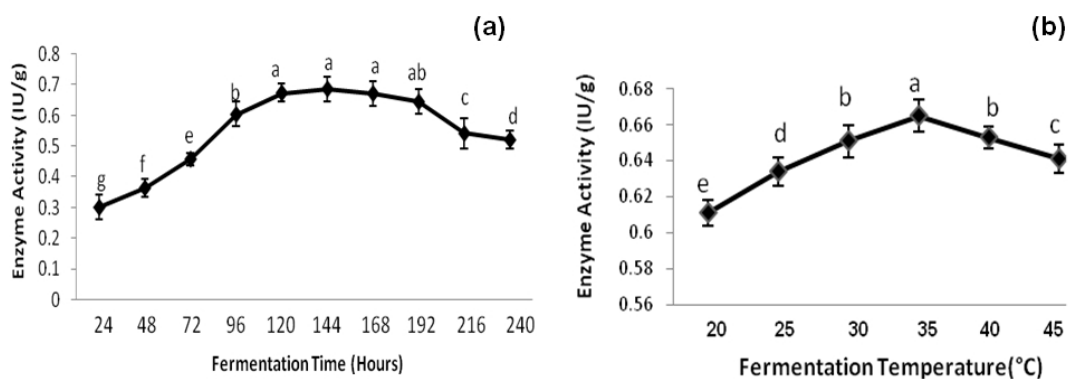 (a)
Enzyme Activity (IU/g)
0.8
0.7
0.6
0.5
0.4
0.3
0.2
0.1
0
g
f
e
b
a
a
a
ab
c
d
24 48 72 96 120 144 168 192 216 240
Fermentation Time (Hours)
(b)
Enzyme Activity (IU/g)
0.68
0.66
0.64
0.62
0.6
0.58
0.56
e
d
b
a
b
c
20 25 30 35 40 45
Fermentation Temperature(°C)